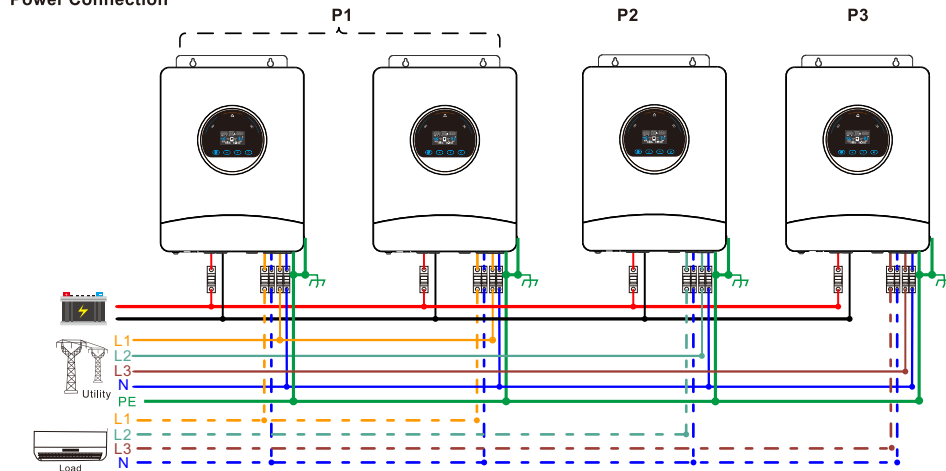 Power Connection
P1 P2 P3
L1
L2
L3
N
Utility
PE
L1
L2
L3
N
Load